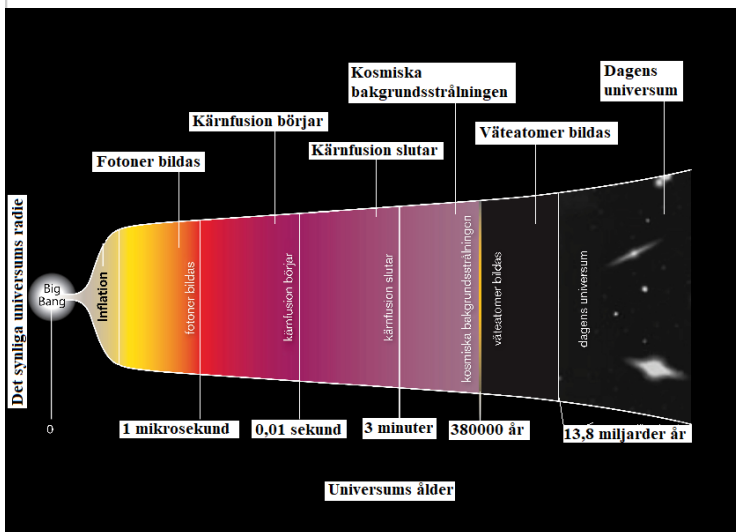 Kosmiska
bakgrundsstrålningen
Dagens
universum
Kärnfusion börjar
Kärnfusion slutar
Väteatomer bildas
Fotoner bildas
Det synliga universums radie
Big
Bang
Inflation
fotoner bildas
kärnfusion börjar
kärnfusion slutar
kosmiska bakgrundsstrålningen
väteatomer bildas
dagens universum
0
1 mikrosekund
0,01 sekund
3 minuter
380000 år
13,8 miljarder år
Universums ålder